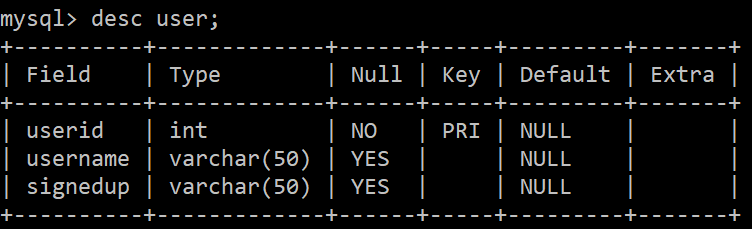 mysql> desc user;
+----------+-------------+------+-----+---------+-------+
| Field    | Type        | Null | Key | Default | Extra |
+----------+-------------+------+-----+---------+-------+
| userid   | int         | NO   | PRI | NULL    |       |
| username | varchar(50) | YES  |     | NULL    |       |
| signedup | varchar(50) | YES  |     | NULL    |       |
+----------+-------------+------+-----+---------+-------+